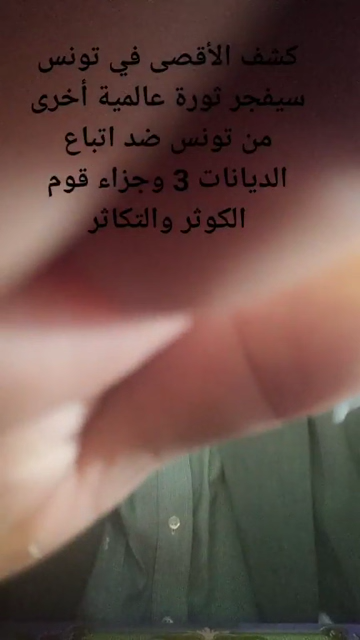 كشف الأقصى في تونس
سيفجر ثورة عالمية أخرى
من تونس ضد اتباع
الديانات 3 وجزاء قوم
الكوثر والتكاثر